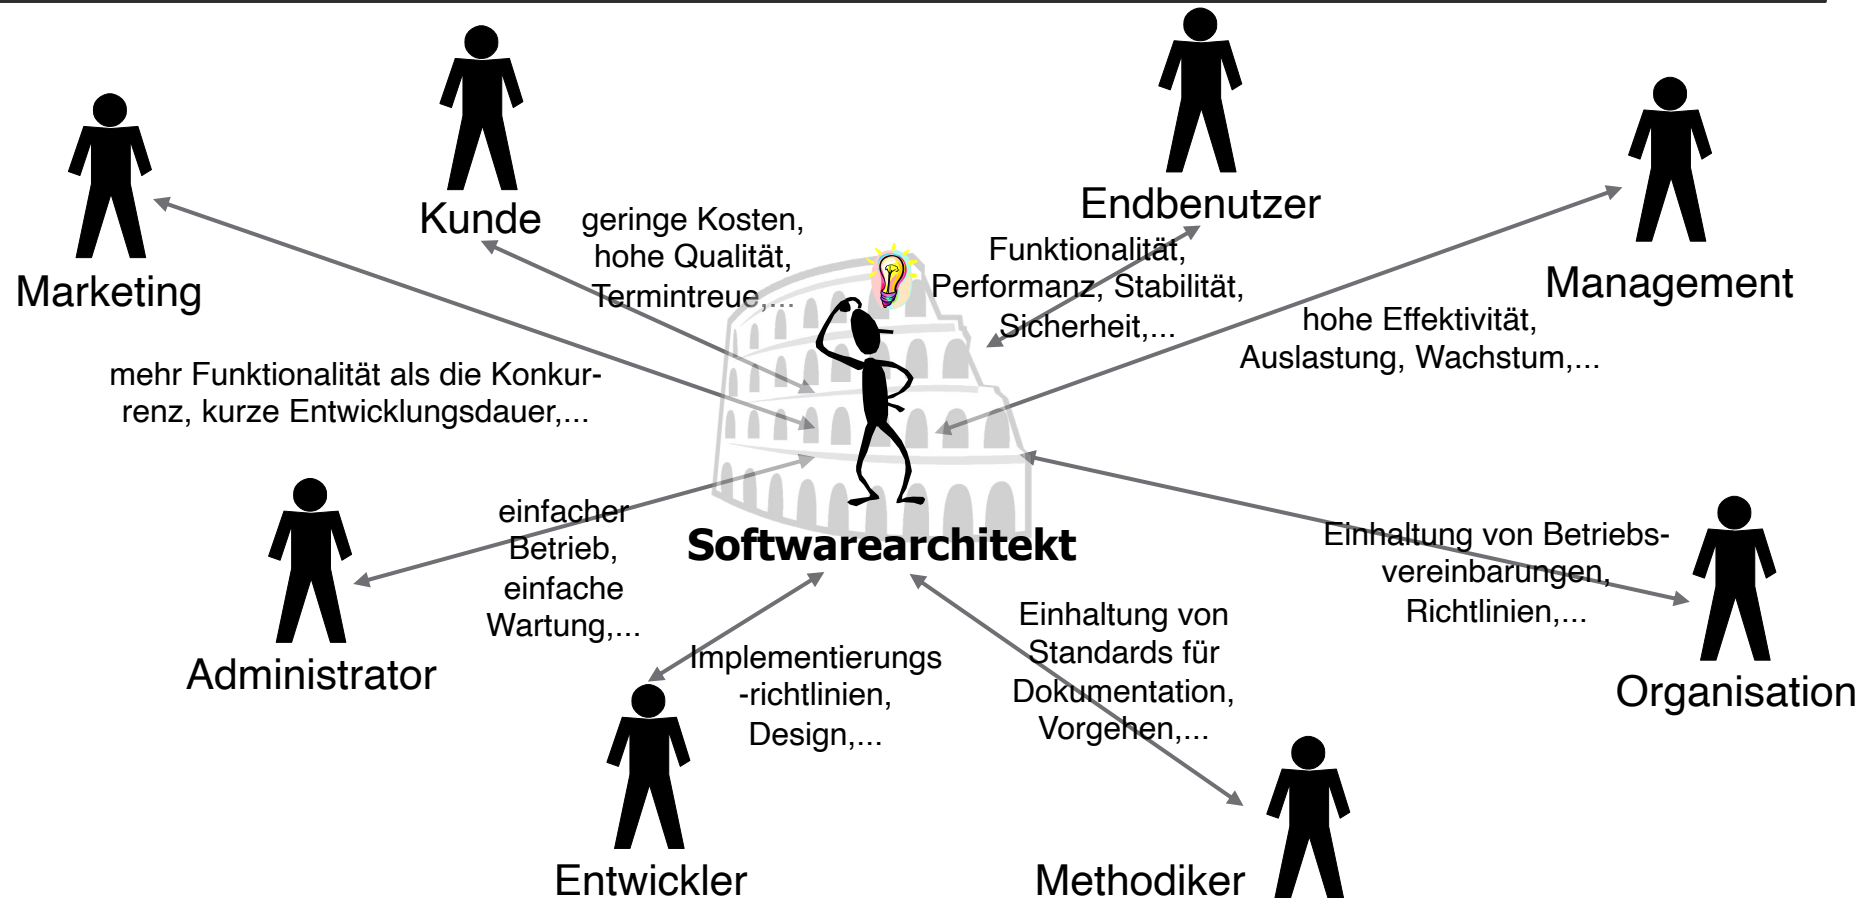 Kunde
Endbenutzer
Marketing
Management
geringe Kosten,
hohe Qualität,
Termintreue,...
Funktionalität,
Performanz, Stabilität,
Sicherheit,...
hohe Effektivität,
Auslastung, Wachstum,...
mehr Funktionalität als die Konkur-
renz, kurze Entwicklungsdauer,...
einfacher
Betrieb,
einfache
Wartung,...
Softwarearchitekt
Einhaltung von Betriebs-
vereinbarungen,
Richtlinien,...
Administrator
Implementierungs
-richtlinien,
Design,...
Einhaltung von
Standards für
Dokumentation,
Vorgehen,...
Organisation
Entwickler
Methodiker